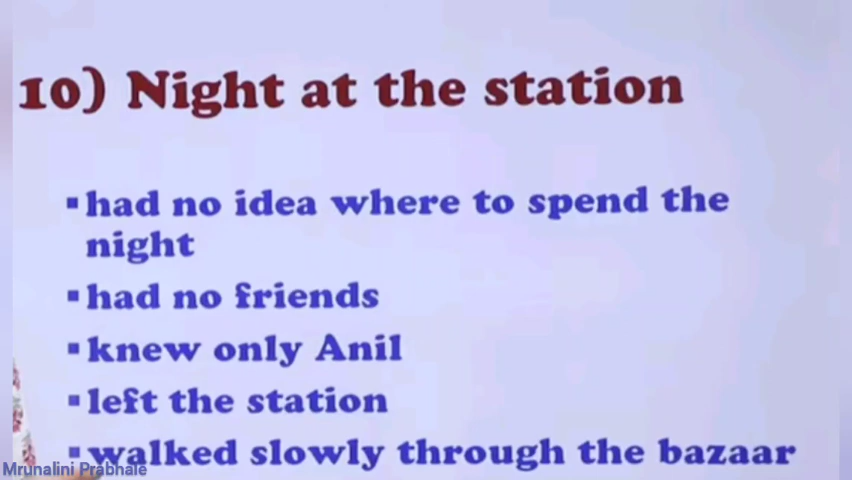 10) Night at the station
▪had no idea where to spend the
night
▪had no friends
▪knew only Anil
▪left the station
▪walked slowly through the bazaar
Mrunalini Prabhale